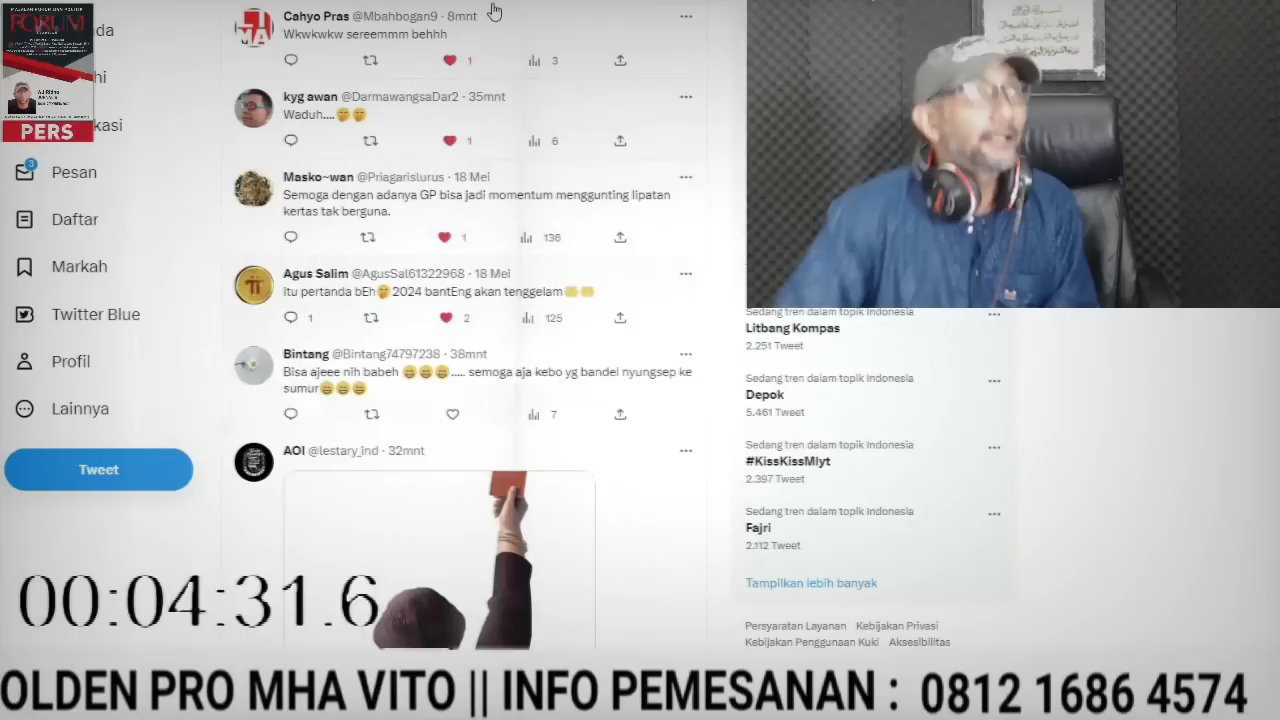 FORUM
Ali Ridho
PERS
da
hi
kasi
3
Pesan
Daftar
Markah
Twitter Blue
Profil
Lainnya
Tweet
Cahyo Pras @Mbahbogan9 · 8mnt
Wkwkwkw sereemmm behhh
1 3
kyg awan @DarmawangsaDar2 · 35mnt
Waduh....
1 6
Masko~wan @Priagarislurus · 18 Mei
Semoga dengan adanya GP bisa jadi momentum menggunting lipatan
kertas tak berguna.
1 136
Agus Salim @AgusSal61322968 · 18 Mei
Itu pertanda bEh🤔 2024 bantEng akan tenggelam
1 2 125
Bintang @Bintang74797238 · 38mnt
Bisa ajeee nih babeh 😄😄😄..... semoga aja kebo yg bandel nyungsep ke
sumur😄😄😄
7
AOI @lestary_ind · 32mnt
Sedang tren dalam topik Indonesia
Litbang Kompas
2.251 Tweet
Sedang tren dalam topik Indonesia
Depok
5.461 Tweet
Sedang tren dalam topik Indonesia
#KissKissMlyt
2.397 Tweet
Sedang tren dalam topik Indonesia
Fajri
2.112 Tweet
Tampilkan lebih banyak
Persyaratan Layanan Kebijakan Privasi
Kebijakan Penggunaan Kuki Aksesibilitas
00:04:31.6
OLDEN PRO MHA VITO || INFO PEMESANAN : 0812 1686 4574